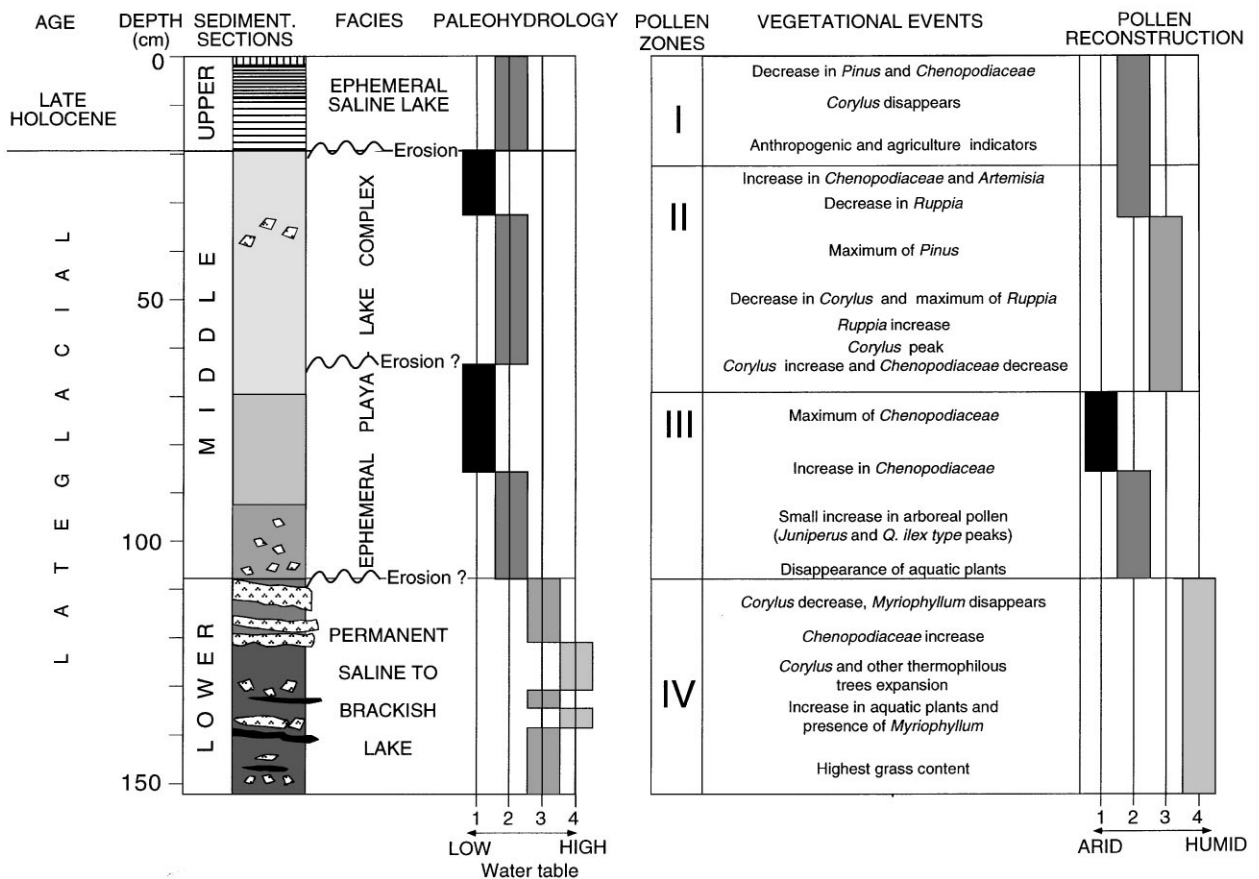 AGE
DEPTH
(cm)
SEDIMENT.
SECTIONS
FACIES
PALEOHYDROLOGY
POLLEN
ZONES
VEGETATIONAL EVENTS
POLLEN
RECONSTRUCTION
0
50
100
150
LATE
HOLOCENE
LATEGLACIAL
UPPER
MIDDLE
LOWER
EPHEMERAL
SALINE LAKE
Erosion
EPHEMERAL PLAYA-LAKE COMPLEX
Erosion ?
Erosion ?
PERMANENT
SALINE TO
BRACKISH
LAKE
1 2 3 4
LOW HIGH
Water table
I
Decrease in Pinus and Chenopodiaceae
Corylus disappears
Anthropogenic and agriculture indicators
II
Increase in Chenopodiaceae and Artemisia
Decrease in Ruppia
Maximum of Pinus
Decrease in Corylus and maximum of Ruppia
Ruppia increase
Corylus peak
Corylus increase and Chenopodiaceae decrease
III
Maximum of Chenopodiaceae
Increase in Chenopodiaceae
Small increase in arboreal pollen
(Juniperus and Q. ilex type peaks)
Disappearance of aquatic plants
IV
Corylus decrease, Myriophyllum disappears
Chenopodiaceae increase
Corylus and other thermophilous
trees expansion
Increase in aquatic plants and
presence of Myriophyllum
Highest grass content
1 2 3 4
ARID HUMID